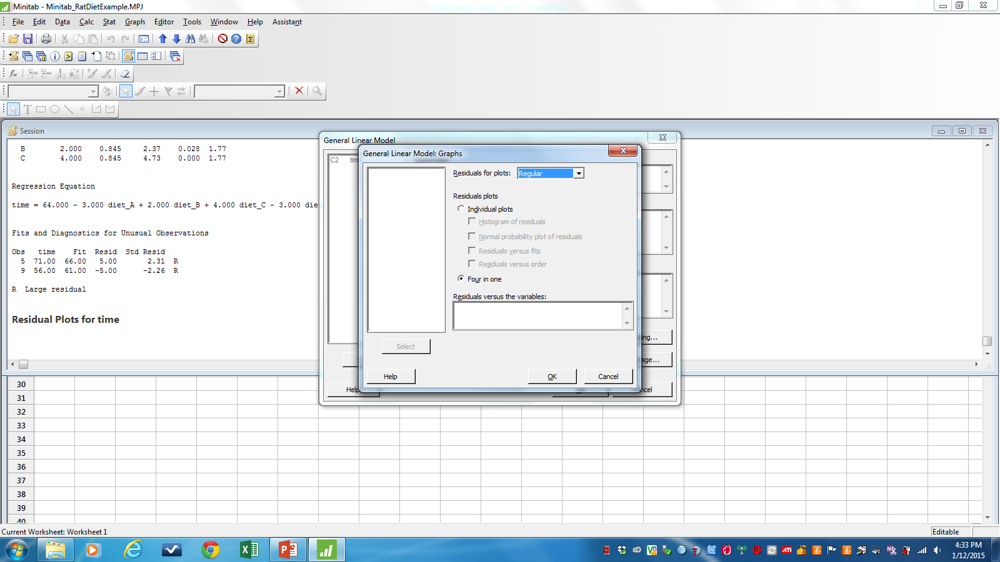 Minitab - Minitab_RatDietExample.MPJ
File Edit Data Calc Stat Graph Editor Tools Window Help Assistant
Session
B 2.000 0.845 2.37 0.028 1.77
C 4.000 0.845 4.73 0.000 1.77
Regression Equation
time = 64.000 - 3.000 diet_A + 2.000 diet_B + 4.000 diet_C - 3.000 die
Fits and Diagnostics for Unusual Observations
Obs time Fit Resid Std Resid
5 71.00 66.00 5.00 2.31 R
9 56.00 61.00 -5.00 -2.26 R
R Large residual
Residual Plots for time
General Linear Model
C2 tim
ng...
age...
Help
ncel
General Linear Model: Graphs
Residuals for plots: Regular
Residuals plots
Individual plots
Histogram of residuals
Normal probability plot of residuals
Residuals versus fits
Residuals versus order
Four in one
Residuals versus the variables:
Select
Help OK Cancel
30
31
32
33
34
35
36
37
38
39
40
Current Worksheet: Worksheet 1
Editable
4:33 PM
1/12/2015